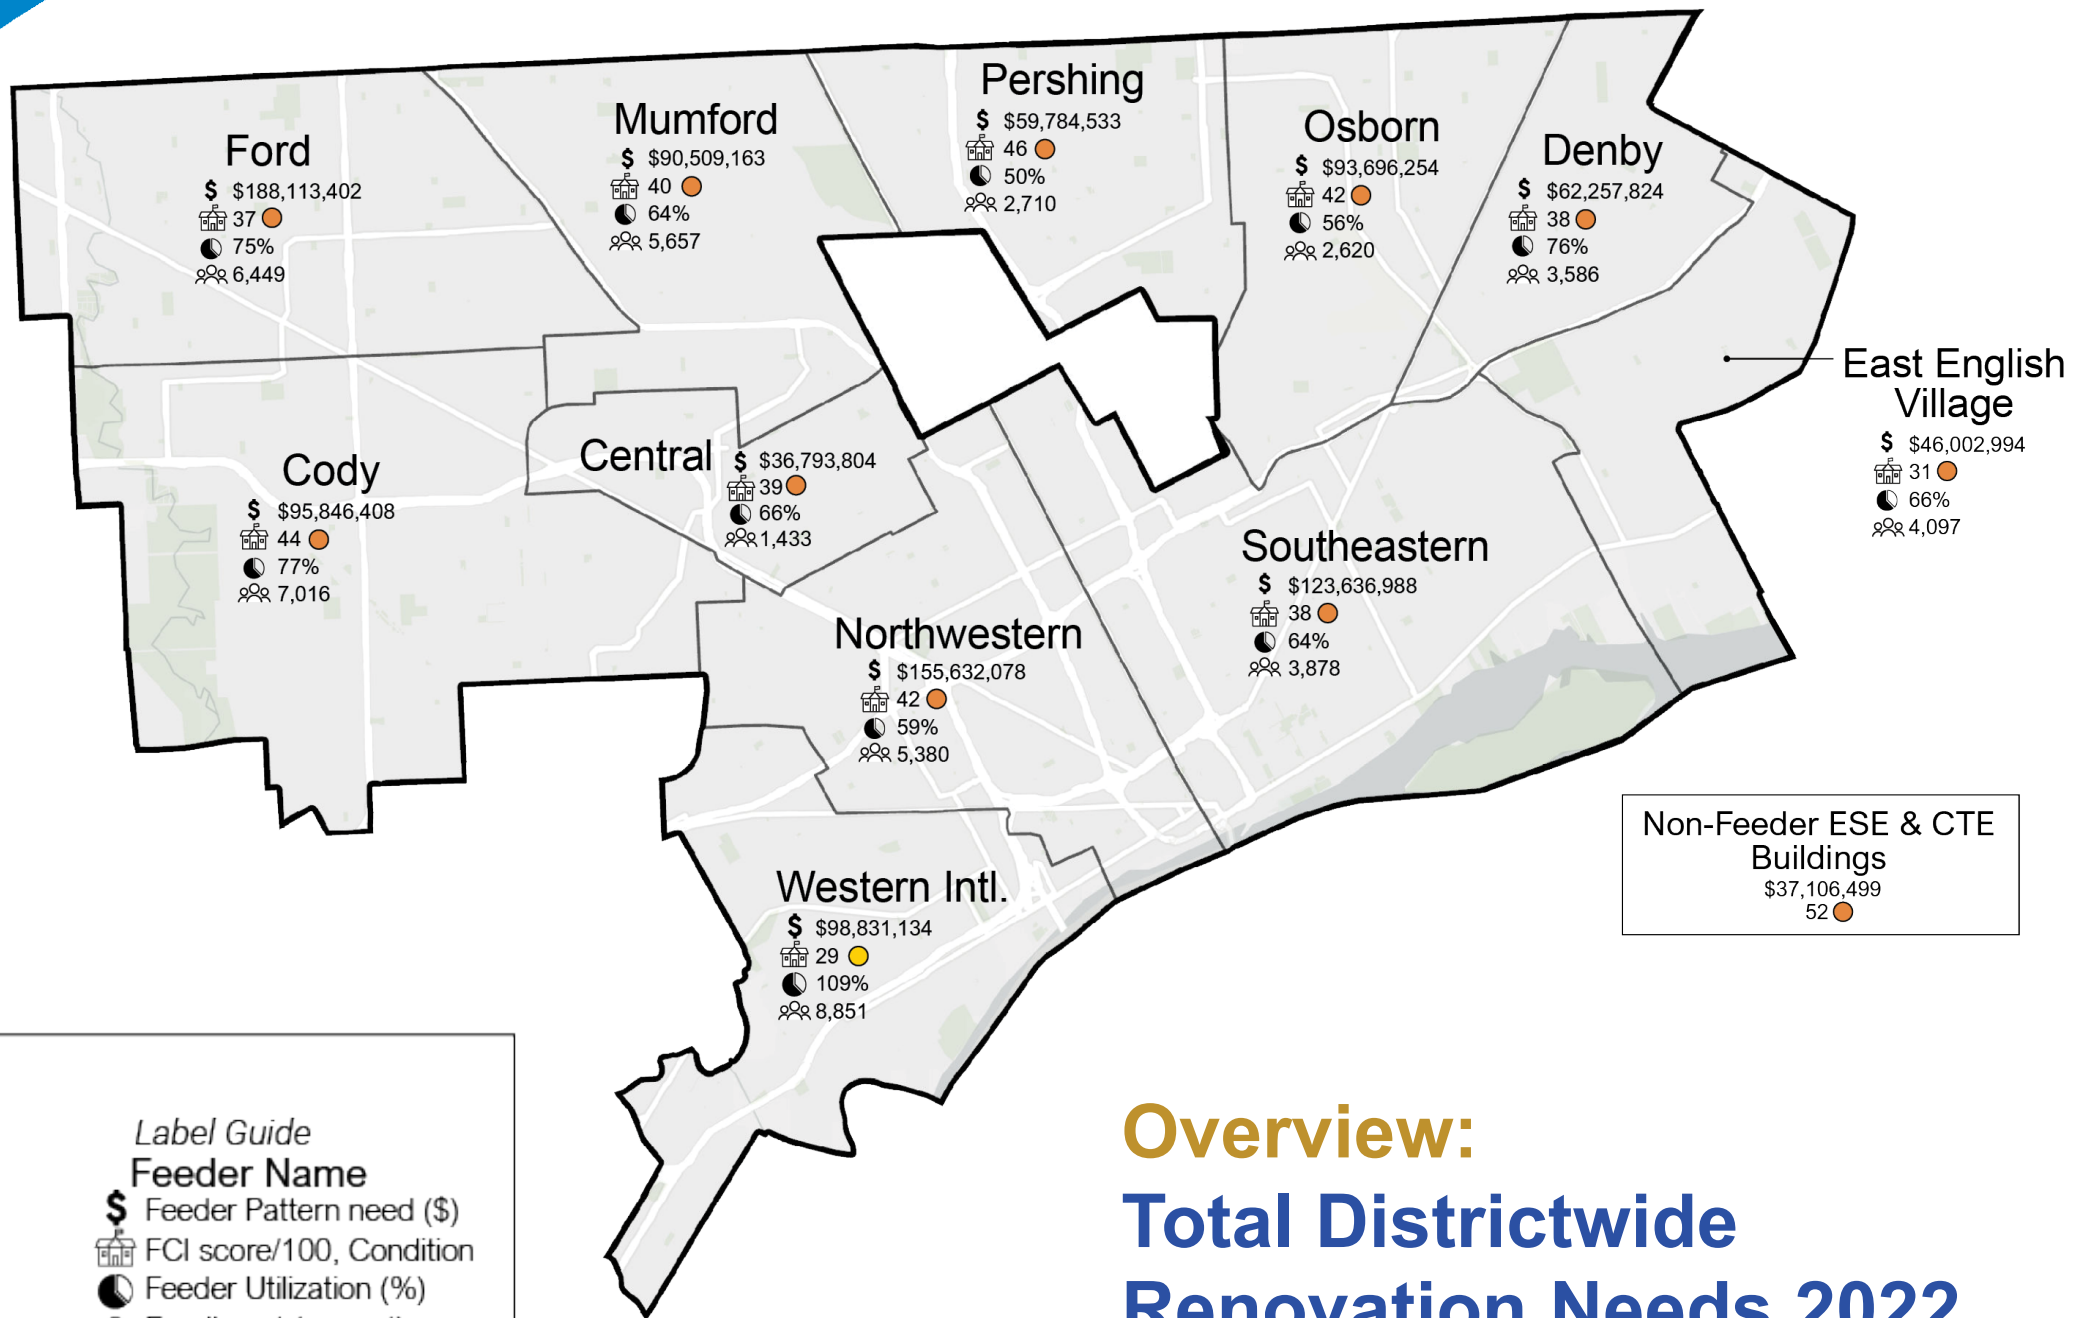 Ford
$ $188,113,402
37
75%
6,449
Mumford
$ $90,509,163
40
64%
5,657
Pershing
$ $59,784,533
46
50%
2,710
Osborn
$ $93,696,254
42
56%
2,620
Denby
$ $62,257,824
38
76%
3,586
East English
Village
$ $46,002,994
31
66%
4,097
Cody
$ $95,846,408
44
77%
7,016
Central
$ $36,793,804
39
66%
1,433
Southeastern
$ $123,636,988
38
64%
3,878
Northwestern
$ $155,632,078
42
59%
5,380
Western Intl.
$ $98,831,134
29
109%
8,851
Non-Feeder ESE & CTE
Buildings
$37,106,499
52
Label Guide
Feeder Name
$ Feeder Pattern need ($)
FCI score/100, Condition
Feeder Utilization (%)
Overview:
Total Districtwide
Renovation Needs 2022